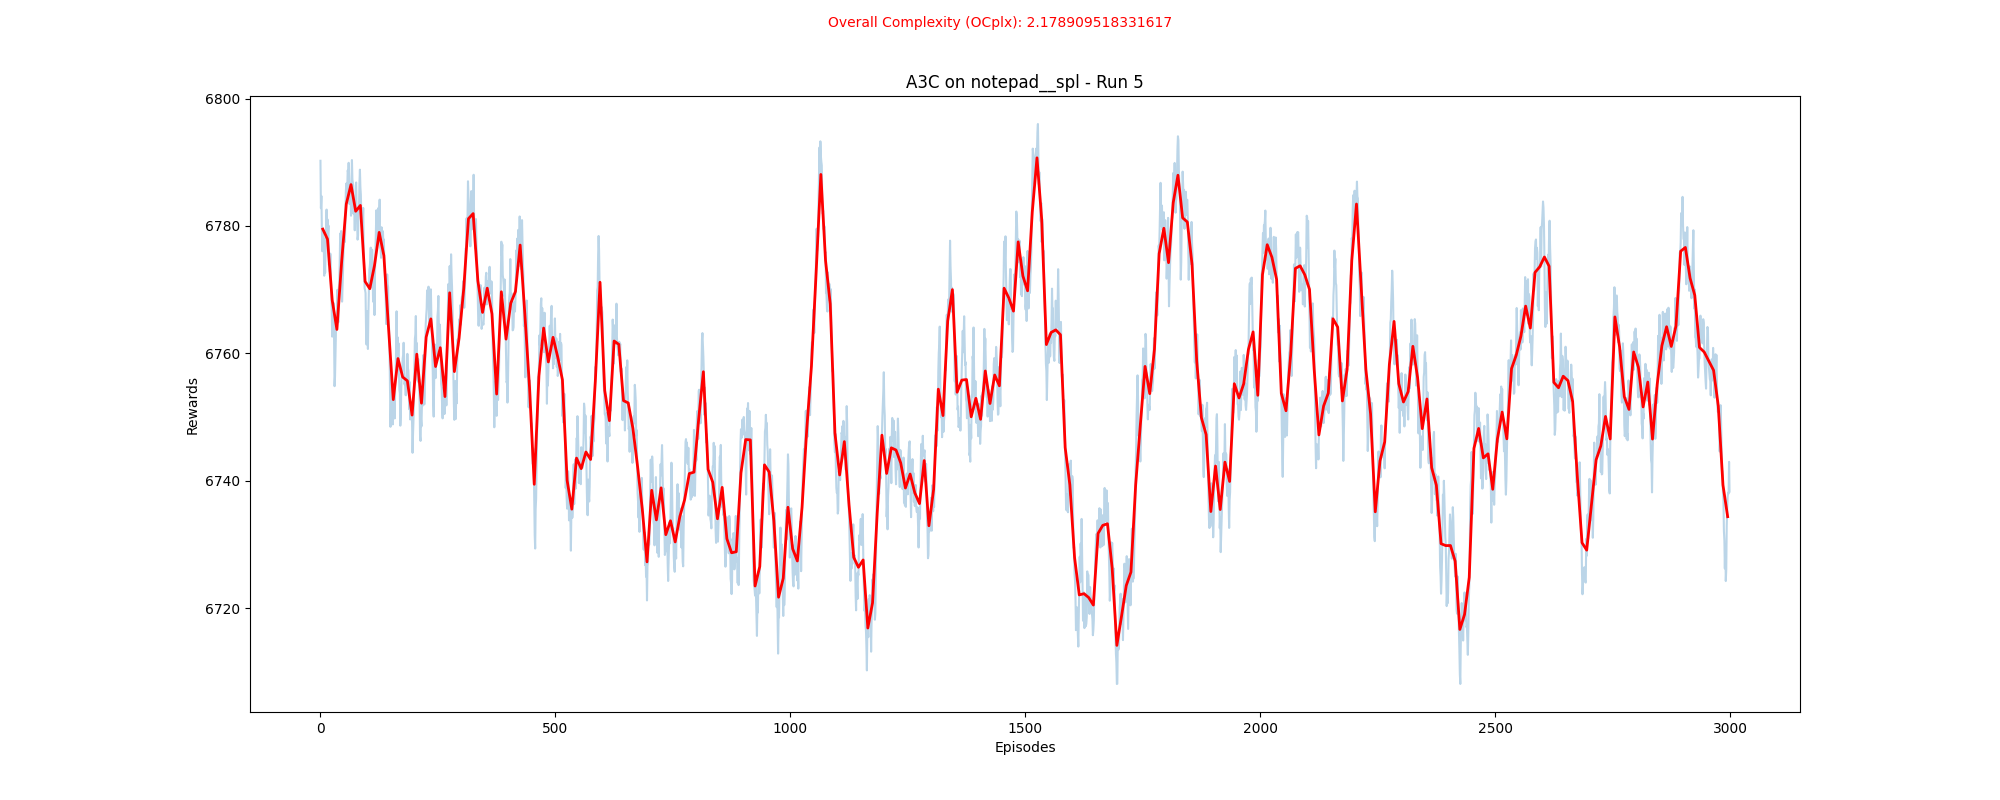 Overall Complexity (OCplx): 2.178909518331617
A3C on notepad__spl - Run 5
6800
6780
6760
6740
6720
Rewards
0 500 1000 1500 2000 2500 3000
Episodes